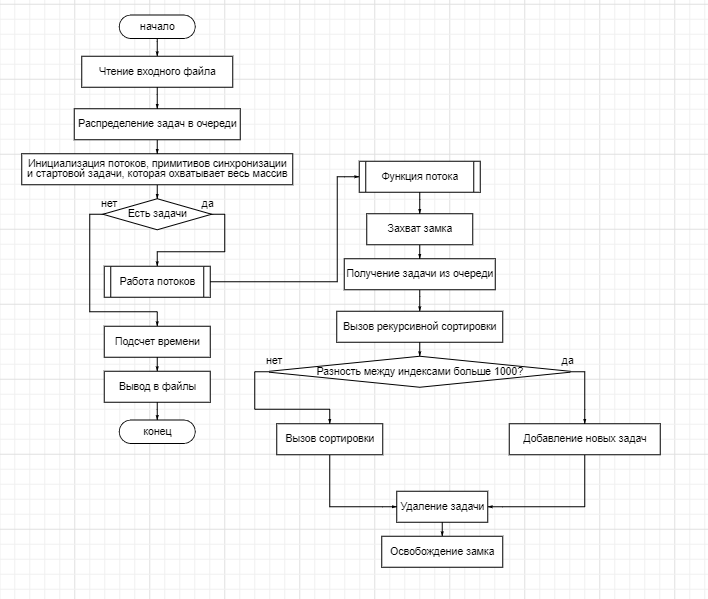 начало
Чтение входного файла
Распределение задач в очереди
Инициализация потоков, примитивов синхронизации
и стартовой задачи, которая охватывает весь массив
нет
да
Есть задачи
Работа потоков
Подсчет времени
Вывод в файлы
конец
Функция потока
Захват замка
Получение задачи из очереди
Вызов рекурсивной сортировки
нет
да
Разность между индексами больше 1000?
Вызов сортировки
Добавление новых задач
Удаление задачи
Освобождение замка